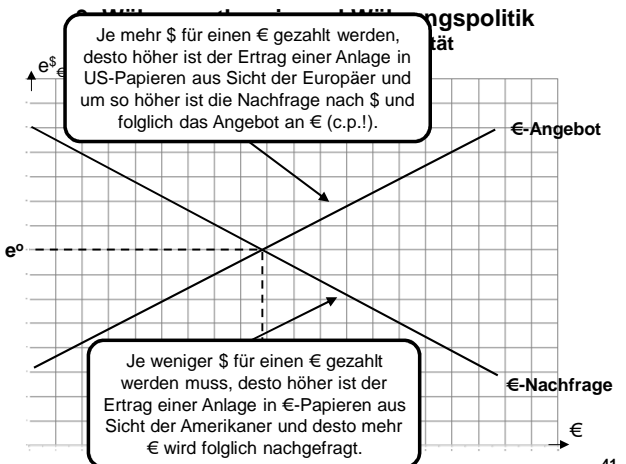 Je mehr $ für einen € gezahlt werden,
desto höher ist der Ertrag einer Anlage in
US-Papieren aus Sicht der Europäer und
um so höher ist die Nachfrage nach $ und
folglich das Angebot an € (c.p.!).
e$€
€-Angebot
e⁰
Je weniger $ für einen € gezahlt
werden muss, desto höher ist der
Ertrag einer Anlage in €-Papieren aus
Sicht der Amerikaner und desto mehr
€ wird folglich nachgefragt.
€-Nachfrage
€
41